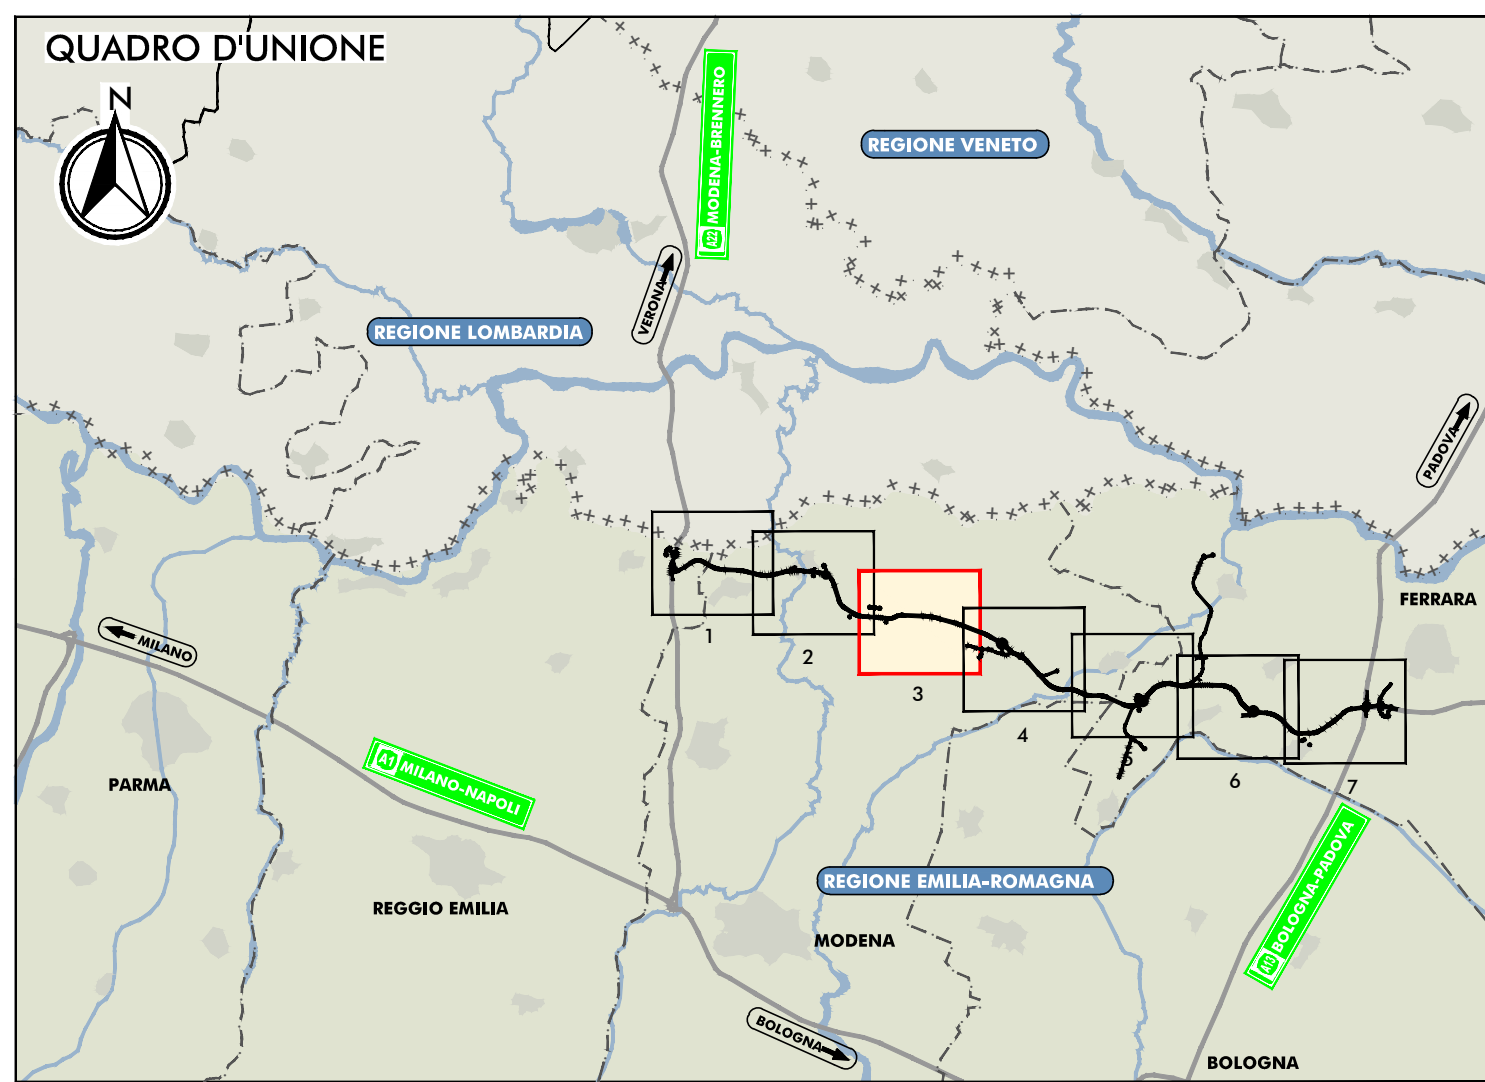 QUADRO D'UNIONE
N
A22 MODENA-BRENNERO
REGIONE VENETO
VERONA
REGIONE LOMBARDIA
PADOVA
FERRARA
MILANO
1
2
3
4
5
6
7
PARMA
A1 MILANO-NAPOLI
REGIONE EMILIA-ROMAGNA
A13 BOLOGNA-PADOVA
REGGIO EMILIA
MODENA
BOLOGNA
BOLOGNA